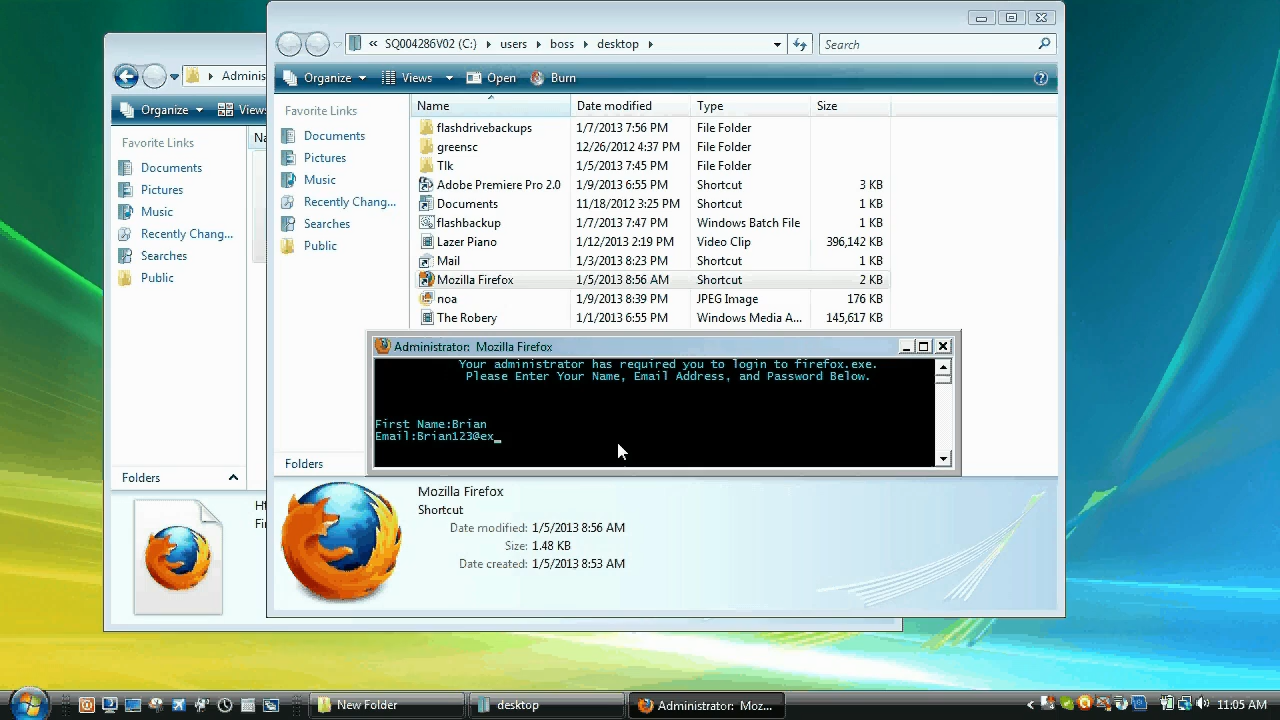 « SQ004286V02 (C:) users boss desktop
Search
Adminis
Organize Views Open Burn
Organize View
Favorite Links
Documents
Pictures
Music
Recently Chang...
Searches
Public
Folders
Na
Favorite Links
Documents
Pictures
Music
Recently Chang...
Searches
Public
Folders
Name Date modified Type Size
flashdrivebackups 1/7/2013 7:56 PM File Folder
greensc 12/26/2012 4:37 PM File Folder
Tlk 1/5/2013 7:45 PM File Folder
Adobe Premiere Pro 2.0 1/9/2013 6:55 PM Shortcut 3 KB
Documents 11/18/2012 3:25 PM Shortcut 1 KB
flashbackup 1/7/2013 7:47 PM Windows Batch File 1 KB
Lazer Piano 1/12/2013 2:19 PM Video Clip 396,142 KB
Mail 1/3/2013 8:23 PM Shortcut 1 KB
Mozilla Firefox 1/5/2013 8:56 AM Shortcut 2 KB
noa 1/9/2013 8:39 PM JPEG Image 176 KB
The Robery 1/1/2013 6:55 PM Windows Media A... 145,617 KB
Administrator: Mozilla Firefox
Your administrator has required you to login to firefox.exe.
Please Enter Your Name, Email Address, and Password Below.
First Name:Brian
Email:Brian123@ex_
Mozilla Firefox
Shortcut
Date modified: 1/5/2013 8:56 AM
Size: 1.48 KB
Date created: 1/5/2013 8:53 AM
New Folder desktop Administrator: Moz... 11:05 AM